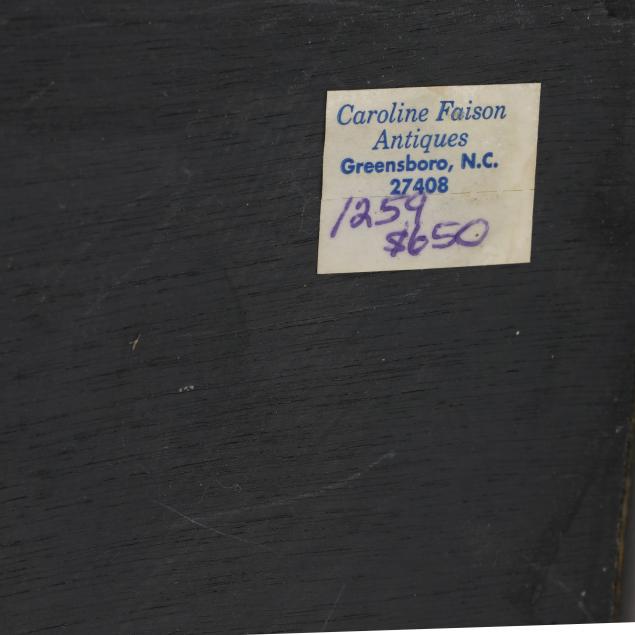 Caroline Faison
Antiques
Greensboro, N.C.
27408
1259
$650